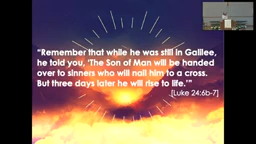 “Remember that while he was still in Galilee,
he told you, ‘The Son of Man will be handed
over to sinners who will nail him to a cross.
But three days later he will rise to life.’”
[Luke 24:6b-7]